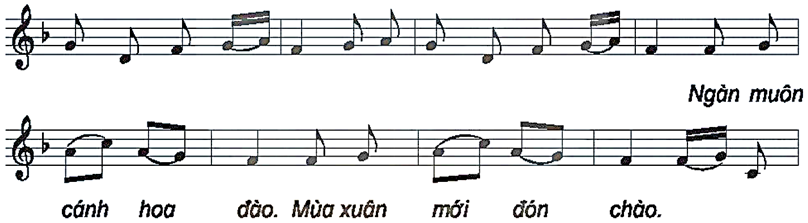 Ngàn muôn
cánh hoa đào. Mùa xuân mới đón chào.